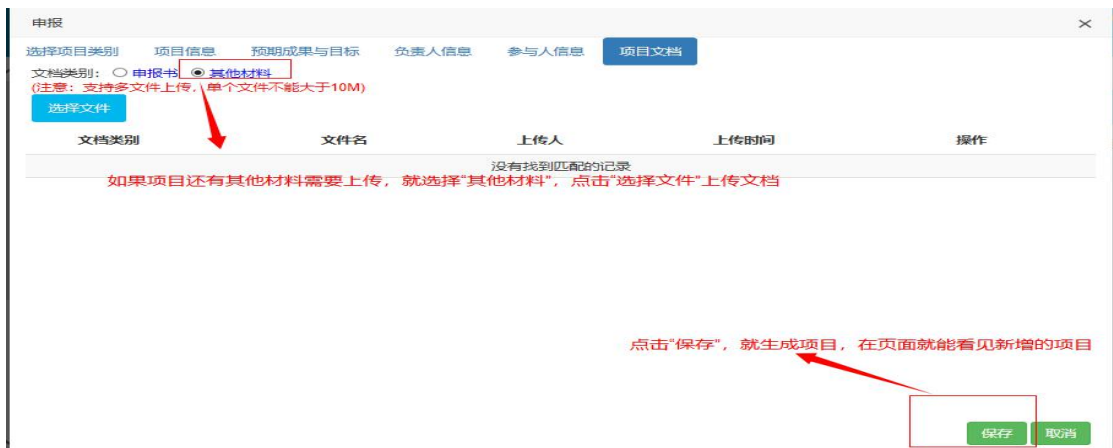 申报 ×
选择项目类别 项目信息 预期成果与目标 负责人信息 参与人信息 项目文档
文档类别: 申报书 其他材料
(注意: 支持多文件上传, 单个文件不能大于10M)
选择文件
文档类别 文件名 上传人 上传时间 操作
没有找到匹配的记录
如果项目还有其他材料需要上传, 就选择“其他材料”, 点击“选择文件”上传文档
点击“保存”, 就生成项目, 在页面就能看见新增的项目
保存 取消